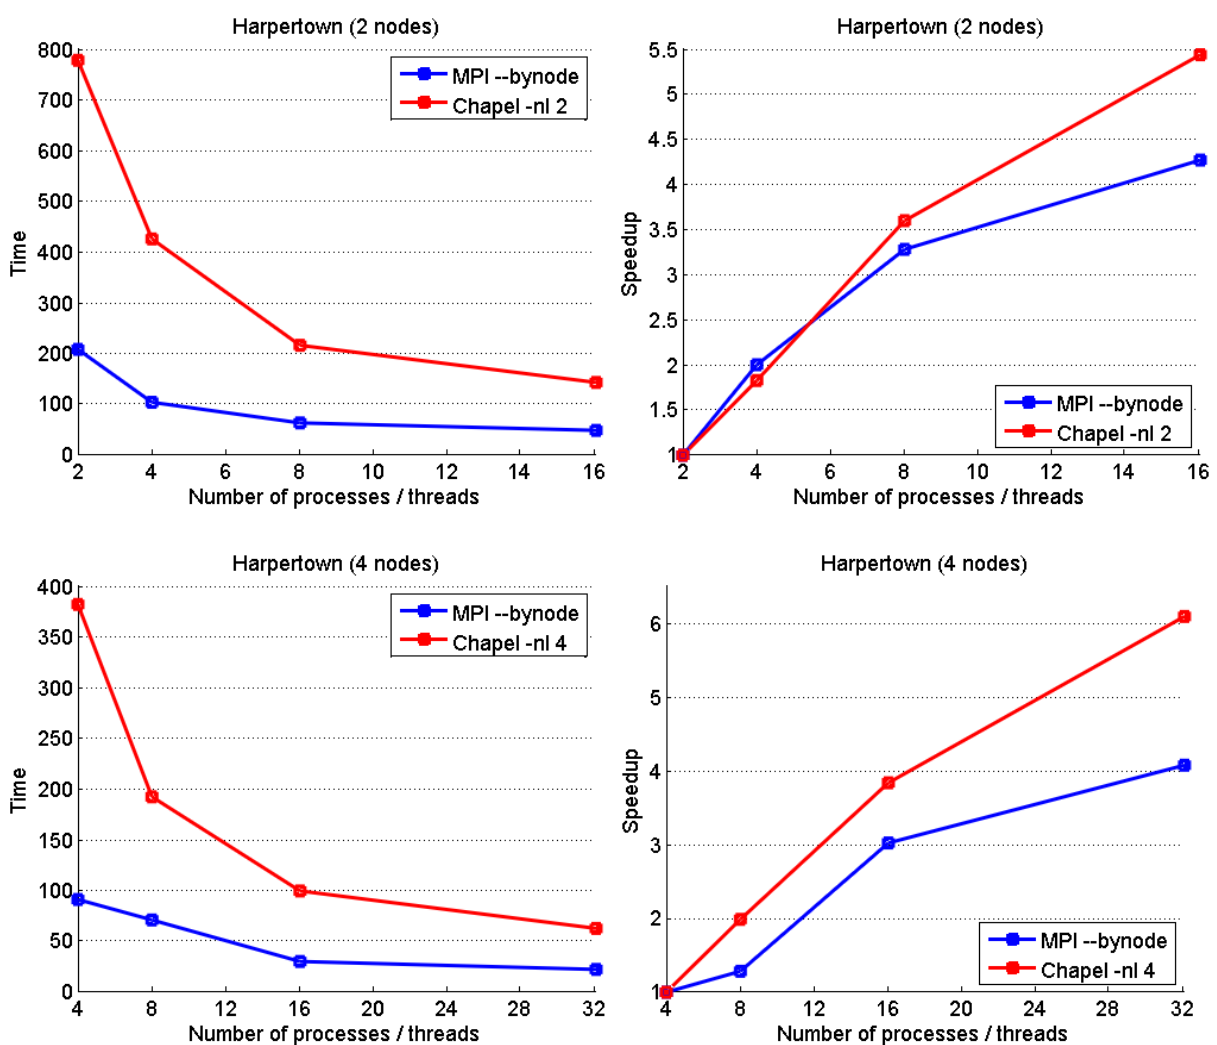 Harpertown (2 nodes)
800
700
600
500
400
300
200
100
0
Time
MPI --bynode
Chapel -nl 2
2 4 6 8 10 12 14 16
Number of processes / threads
Harpertown (2 nodes)
5.5
5
4.5
4
3.5
3
2.5
2
1.5
1
Speedup
MPI --bynode
Chapel -nl 2
2 4 6 8 10 12 14 16
Number of processes / threads
Harpertown (4 nodes)
400
350
300
250
200
150
100
50
0
Time
MPI --bynode
Chapel -nl 4
4 8 12 16 20 24 28 32
Number of processes / threads
Harpertown (4 nodes)
6
5
4
3
2
1
Speedup
MPI --bynode
Chapel -nl 4
4 8 12 16 20 24 28 32
Number of processes / threads